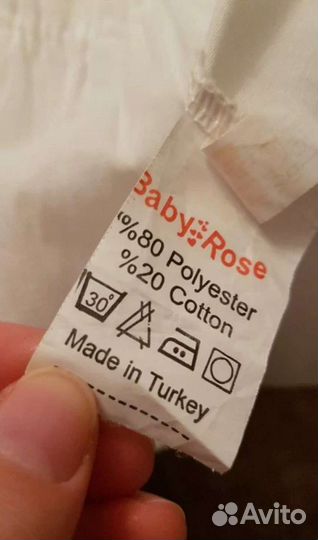 Baby Rose
%80 Polyester
%20 Cotton
30°
Made in Turkey
Avito